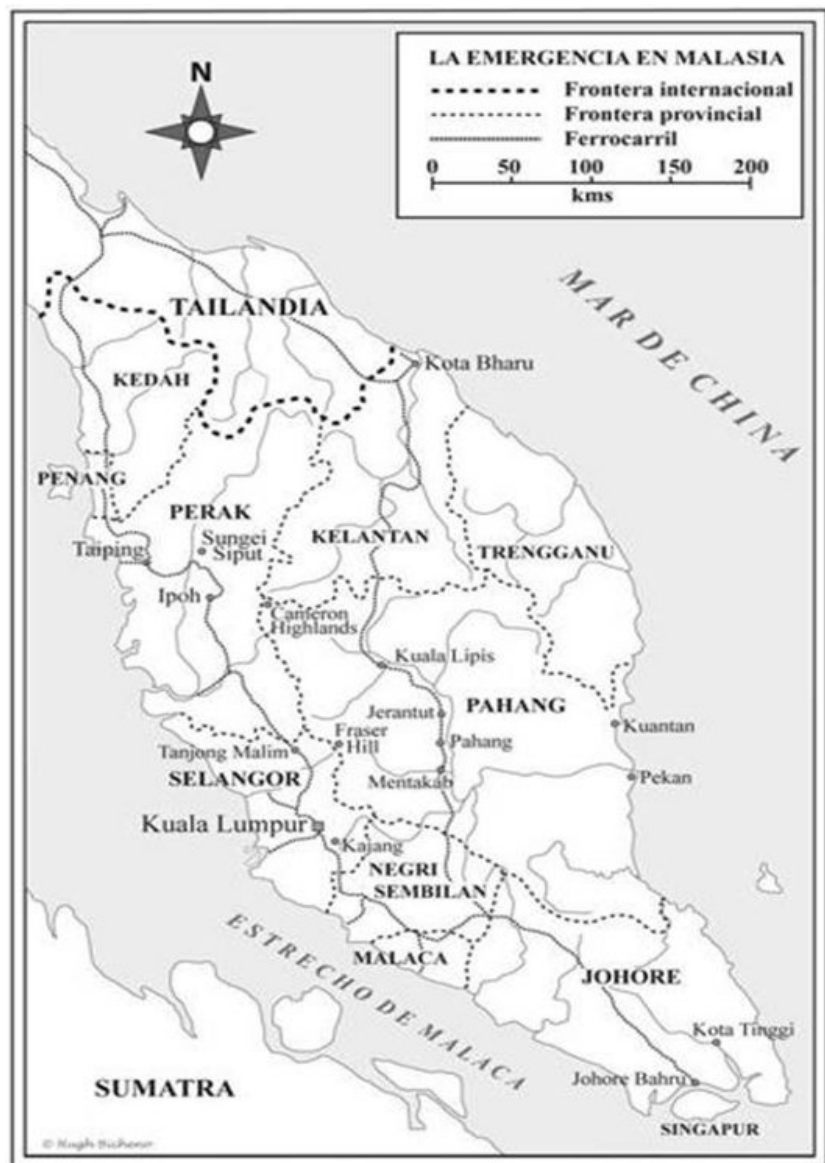 LA EMERGENCIA EN MALASIA
Frontera internacional
Frontera provincial
Ferrocarril
0 50 100 150 200
kms
N
MAR DE CHINA
TAILANDIA
Kota Bharu
KEDAH
PENANG
PERAK
Sungei
Siput
KELANTAN
TRENGGANU
Taiping
Ipoh
Cameron
Highlands
Kuala Lipis
Jerantut
PAHANG
Kuantan
Fraser
Hill
Pahang
Tanjong Malim
Mentakab
Pekan
SELANGOR
Kuala Lumpur
Kajang
NEGRI
SEMBILAN
ESTRECHO DE MALACA
MALACA
JOHORE
Kota Tinggi
SUMATRA
Johore Bahru
SINGAPUR
© Hugh Bicheno